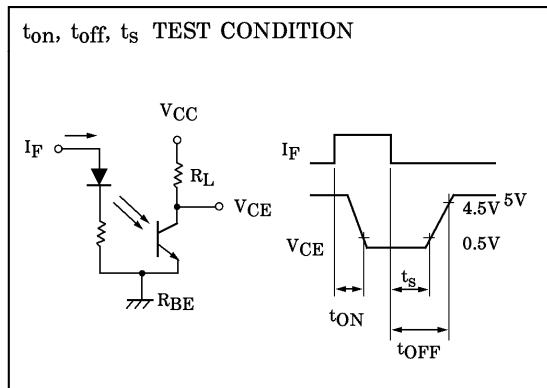 ton, toff, ts TEST CONDITION
VCC
IF
RL
VCE
RBE
IF
5V
4.5V
VCE
0.5V
ts
tON
tOFF